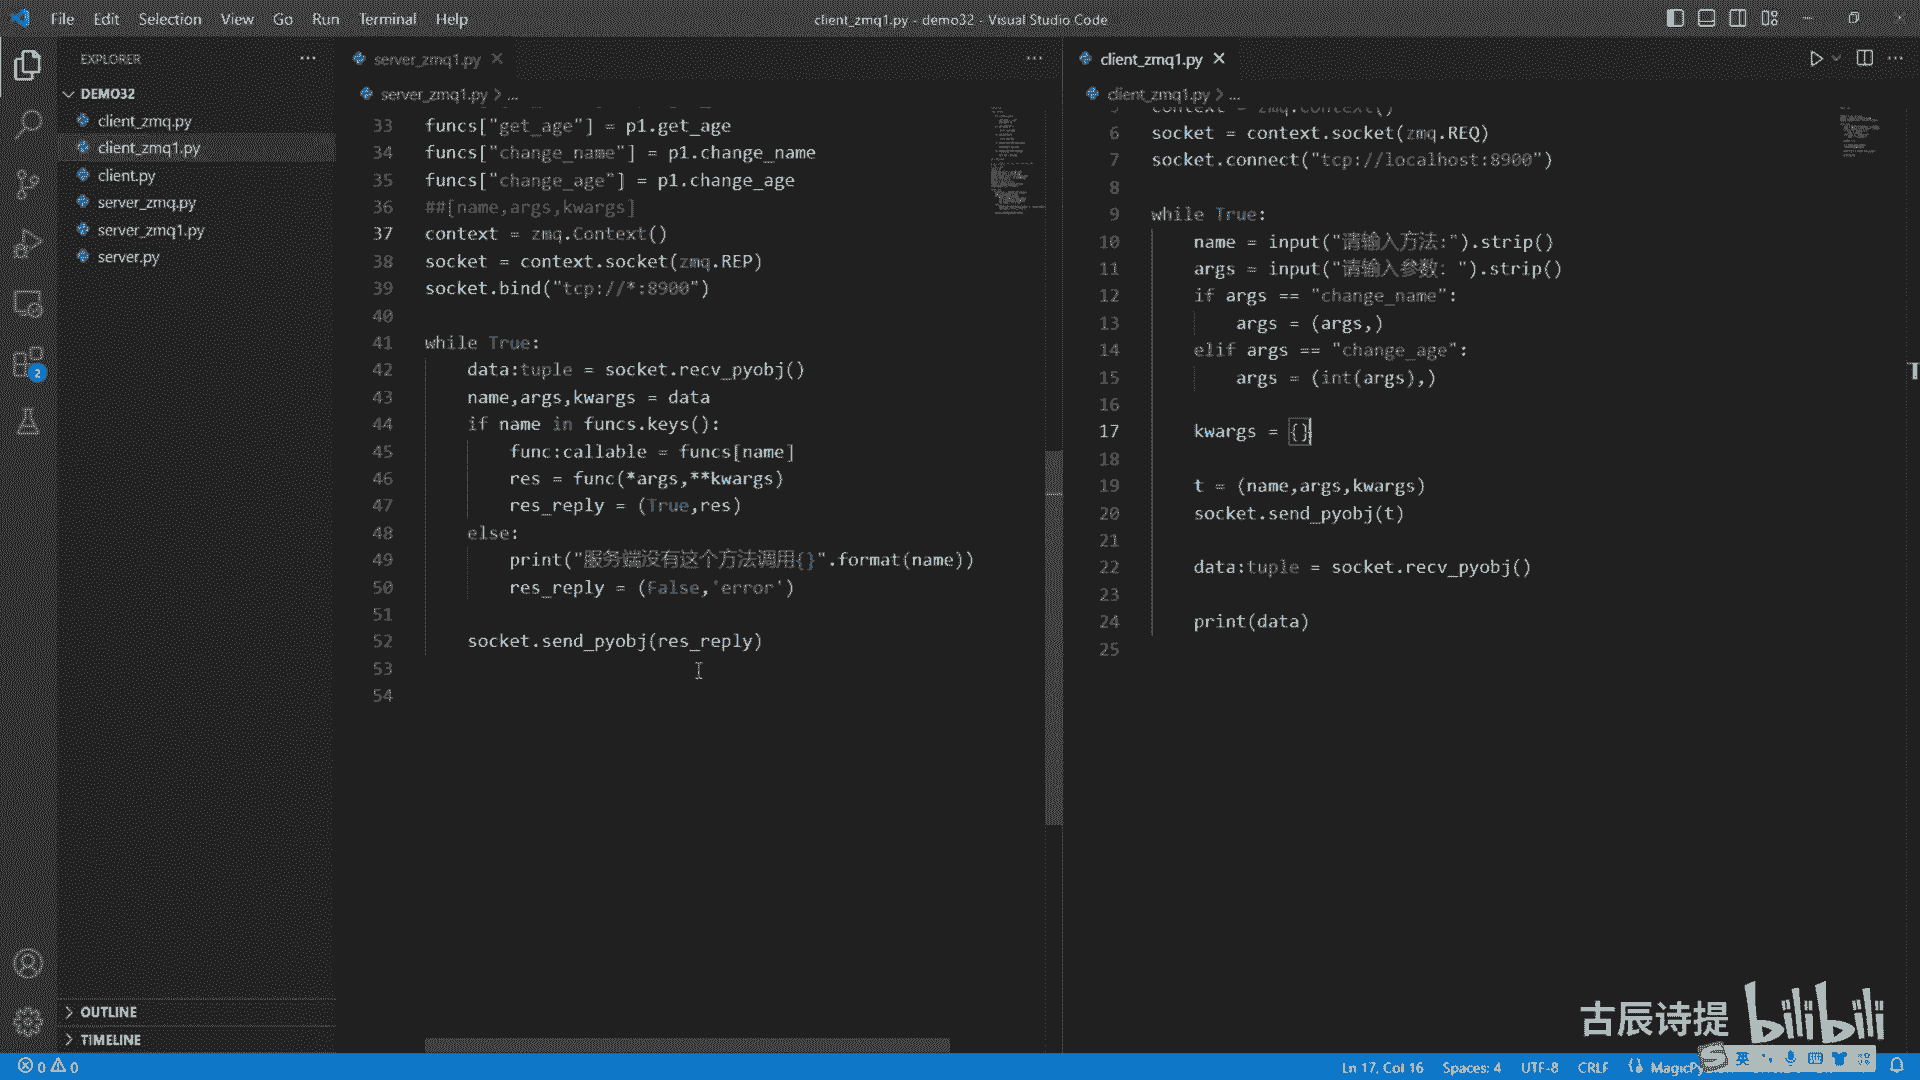 File Edit Selection View Go Run Terminal Help
client_zmq1.py - demo32 - Visual Studio Code
EXPLORER
DEMO32
client_zmq.py
client_zmq1.py
client.py
server_zmq.py
server_zmq1.py
server.py
OUTLINE
TIMELINE
2
server_zmq1.py
server_zmq1.py > ...
33 funcs["get_age"] = p1.get_age
34 funcs["change_name"] = p1.change_name
35 funcs["change_age"] = p1.change_age
36 ##[name,args,kwargs]
37 context = zmq.Context()
38 socket = context.socket(zmq.REP)
39 socket.bind("tcp://*:8900")
40
41 while True:
42 data:tuple = socket.recv_pyobj()
43 name,args,kwargs = data
44 if name in funcs.keys():
45 func:callable = funcs[name]
46 res = func(*args,**kwargs)
47 res_reply = (True,res)
48 else:
49 print("服务端没有这个方法调用{}".format(name))
50 res_reply = (False,'error')
51
52 socket.send_pyobj(res_reply)
53
54
client_zmq1.py
client_zmq1.py > ...
5 context = zmq.Context()
6 socket = context.socket(zmq.REQ)
7 socket.connect("tcp://localhost:8900")
8
9 while True:
10 name = input("请输入方法:").strip()
11 args = input("请输入参数: ").strip()
12 if args == "change_name":
13 args = (args,)
14 elif args == "change_age":
15 args = (int(args),)
16
17 kwargs = {}
18
19 t = (name,args,kwargs)
20 socket.send_pyobj(t)
21
22 data:tuple = socket.recv_pyobj()
23
24 print(data)
25
古辰诗提 bilibili
0 0
Ln 17, Col 16 Spaces: 4 UTF-8 CRLF
英